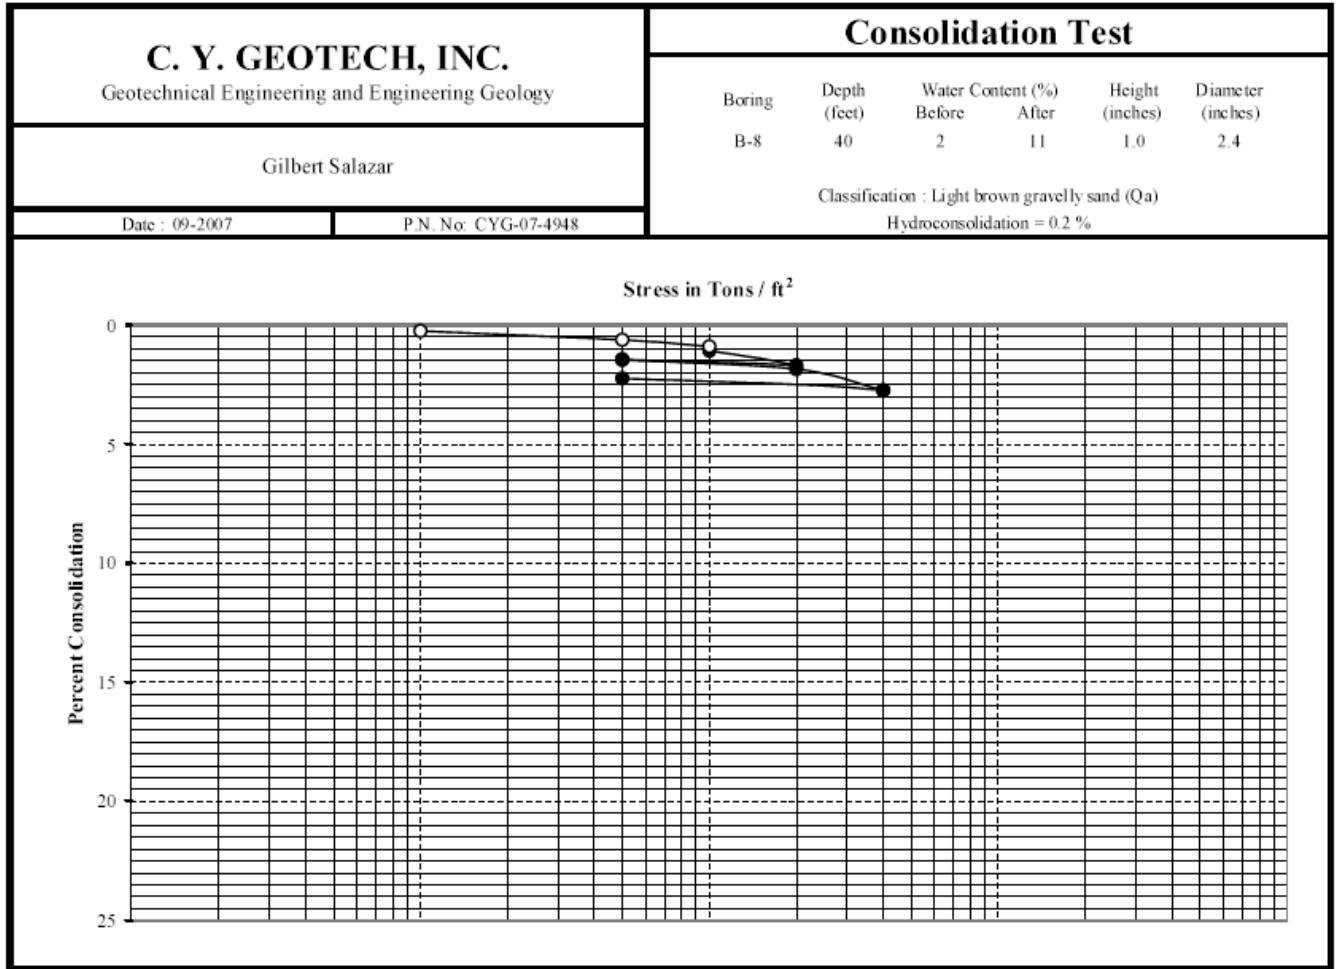 C. Y. GEOTECH, INC.
Geotechnical Engineering and Engineering Geology
Gilbert Salazar
Date : 09-2007
P.N. No: CYG-07-4948
Consolidation Test
Boring
Depth (feet)
Water Content (%)
Before After
Height (inches)
Diameter (inches)
B-8 40 2 11 1.0 2.4
Classification : Light brown gravelly sand (Qa)
Hydroconsolidation = 0.2 %
Stress in Tons / ft²
Percent Consolidation
0
5
10
15
20
25